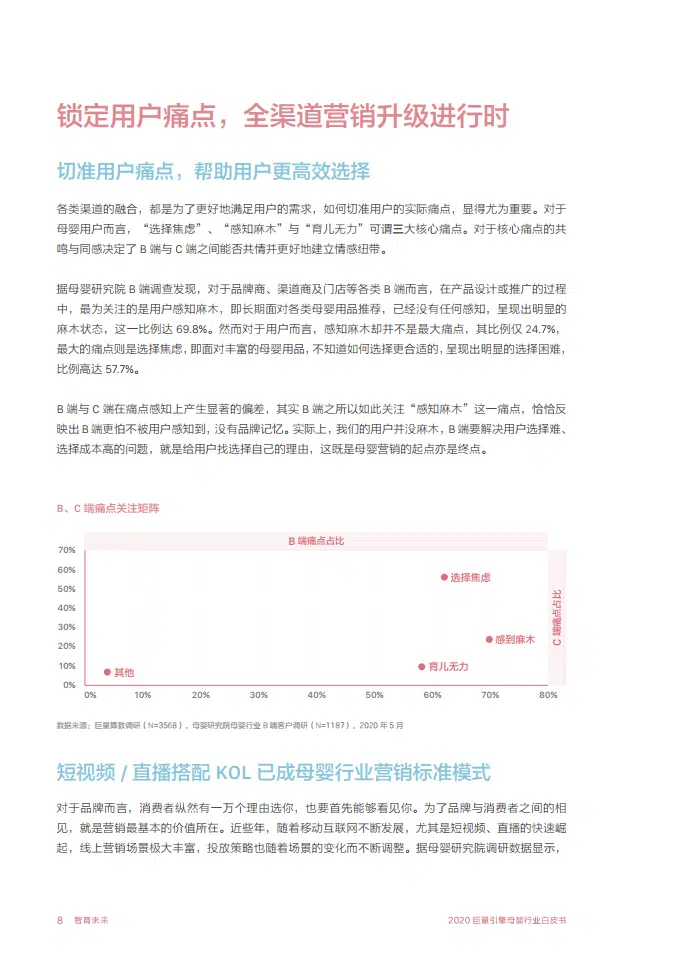 锁定用户痛点，全渠道营销升级进行时
切准用户痛点，帮助用户更高效选择
各类渠道的融合，都是为了更好地满足用户的需求，如何切准用户的实际痛点，显得尤为重要。对于
母婴用户而言，“选择焦虑”、“感知麻木”与“育儿无力”可谓三大核心痛点。对于核心痛点的共
鸣与同感决定了 B 端与 C 端之间能否共情并更好地建立情感纽带。
据母婴研究院 B 端调查发现，对于品牌商、渠道商及门店等各类 B 端而言，在产品设计或推广的过程
中，最为关注的是用户感知麻木，即长期面对各类母婴用品推荐，已经没有任何感知，呈现出明显的
麻木状态，这一比例达 69.8%。然而对于用户而言，感知麻木却并不是最大痛点，其比例仅 24.7%，
最大的痛点则是选择焦虑，即面对丰富的母婴用品，不知道如何选择更合适的，呈现出明显的选择困难，
比例高达 57.7%。
B 端与 C 端在痛点感知上产生显著的偏差，其实 B 端之所以如此关注“感知麻木”这一痛点，恰恰反
映出 B 端更怕不被用户感知到，没有品牌记忆。实际上，我们的用户并没麻木，B 端要解决用户选择难、
选择成本高的问题，就是给用户找选择自己的理由，这既是母婴营销的起点亦是终点。
B、C 端痛点关注矩阵
B 端痛点占比
70%
60%
50%
40%
30%
20%
10%
0%
选择焦虑
感到麻木
育儿无力
其他
C 端痛点占比
0%
10%
20%
30%
40%
50%
60%
70%
80%
数据来源：巨量算数调研（N=3568），母婴研究院母婴行业 B 端客户调研（N=1187），2020 年 5 月
短视频 / 直播搭配 KOL 已成母婴行业营销标准模式
对于品牌而言，消费者纵然有一万个理由选你，也要首先能够看见你。为了品牌与消费者之间的相
见，就是营销最基本的价值所在。近些年，随着移动互联网不断发展，尤其是短视频、直播的快速崛
起，线上营销场景极大丰富，投放策略也随着场景的变化而不断调整。据母婴研究院调研数据显示，
8 智育未来
2020 巨量引擎母婴行业白皮书